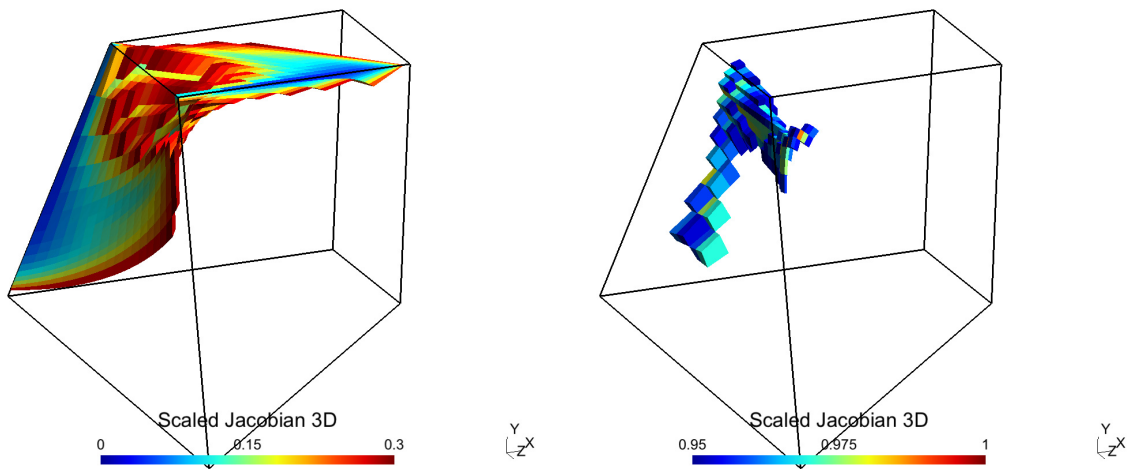 Scaled Jacobian 3D
0 0.15 0.3
Y
Z X
Scaled Jacobian 3D
0.95 0.975 1
Y
Z X